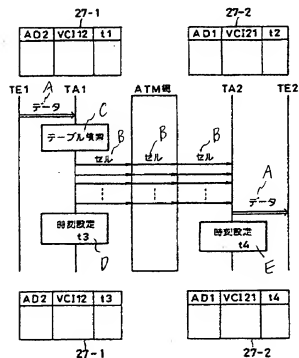 27-1
27-2
AD2 VCI12 t1
AD1 VCI21 t2
TE1 A TA1 ATM網 TA2 TE2
データ
C
テーブル検索
B B B
セル セル セル
A
データ
時刻設定
t3
時刻設定
t4
D
E
AD2 VCI12 t3
AD1 VCI21 t4
27-1
27-2